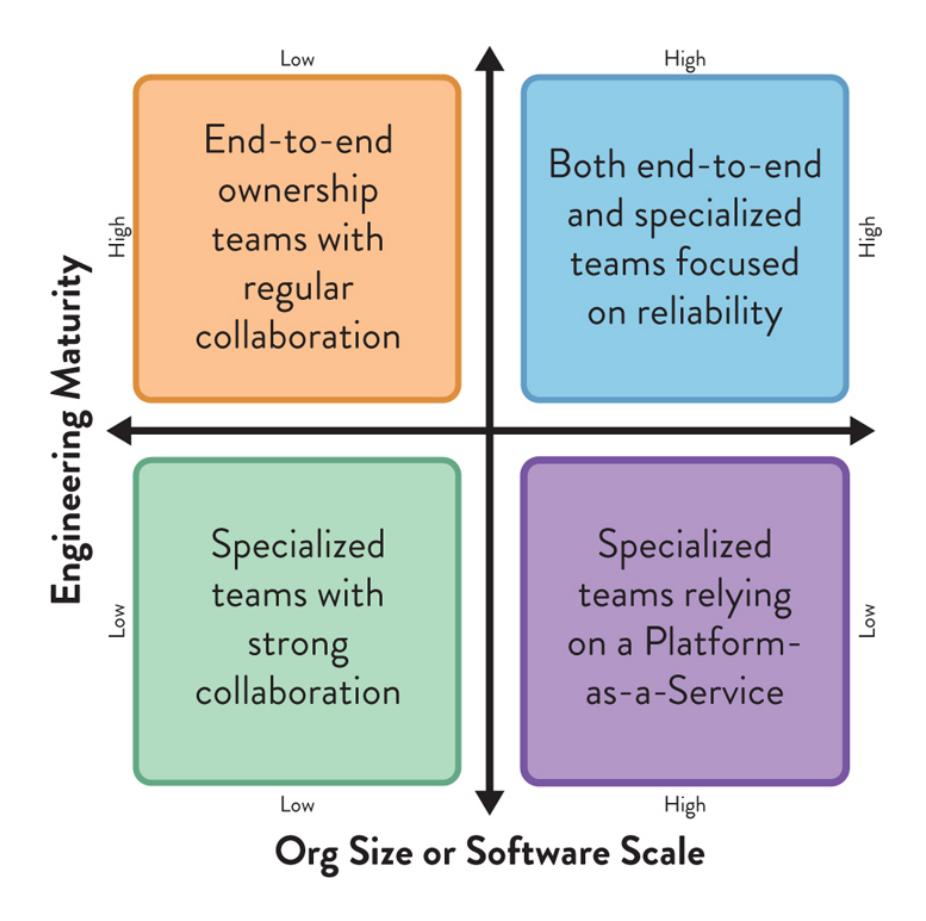 Low
High
End-to-end
ownership
teams with
regular
collaboration
Both end-to-end
and specialized
teams focused
on reliability
High
High
Engineering Maturity
Specialized
teams with
strong
collaboration
Specialized
teams relying
on a Platform-
as-a-Service
Low
Low
Low
High
Org Size or Software Scale